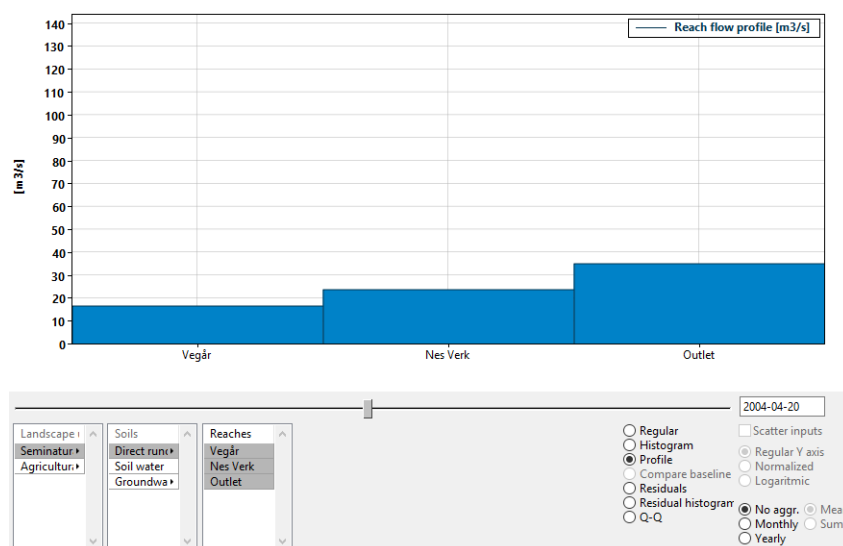 140
130
120
110
100
90
80
70
60
50
40
30
20
10
0
[m3/s]
Reach flow profile [m3/s]
Vegår Nes Verk Outlet
2004-04-20
Landscape Soils Reaches
Seminatur Direct run Vegår
Agricultur Soil water Nes Verk
Groundwa Outlet
Regular
Histogram
Profile
Compare baseline
Residuals
Residual histogram
Q-Q
Scatter inputs
Regular Y axis
Normalized
Logaritmic
No aggr. Mea
Monthly Sum
Yearly